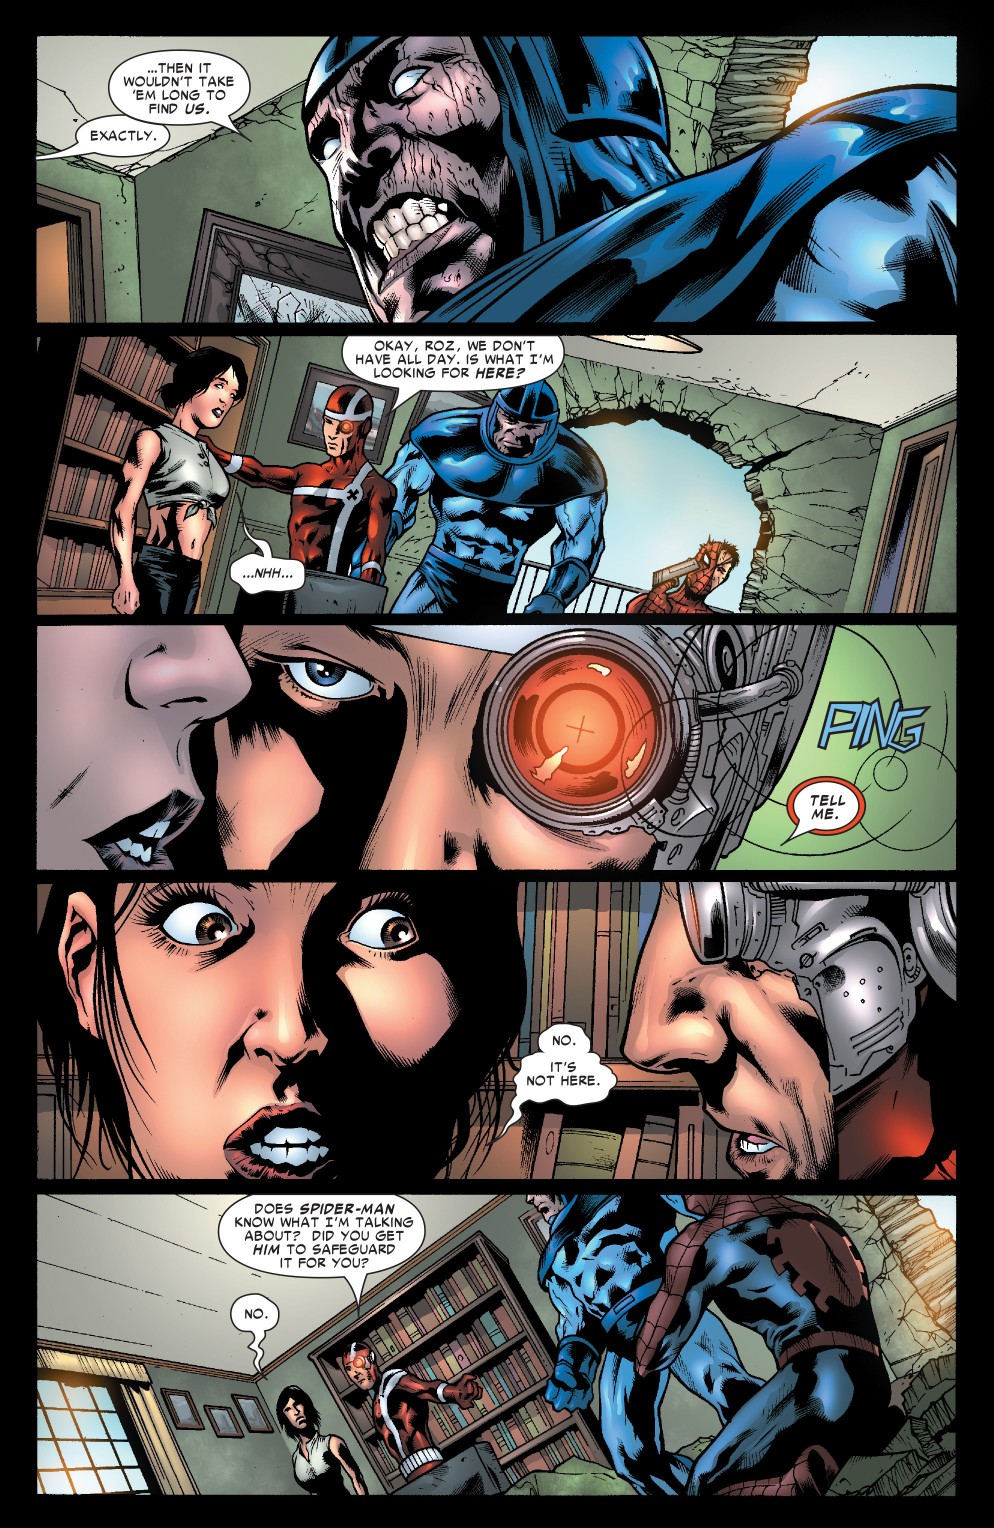 ...THEN IT
WOULDN'T TAKE
'EM LONG TO
FIND US.
EXACTLY.
OKAY, ROZ, WE DON'T
HAVE ALL DAY. IS WHAT I'M
LOOKING FOR HERE?
...NHH...
PING
TELL
ME.
NO.
IT'S
NOT HERE.
DOES SPIDER-MAN
KNOW WHAT I'M TALKING
ABOUT? DID YOU GET
HIM TO SAFEGUARD
IT FOR YOU?
NO.